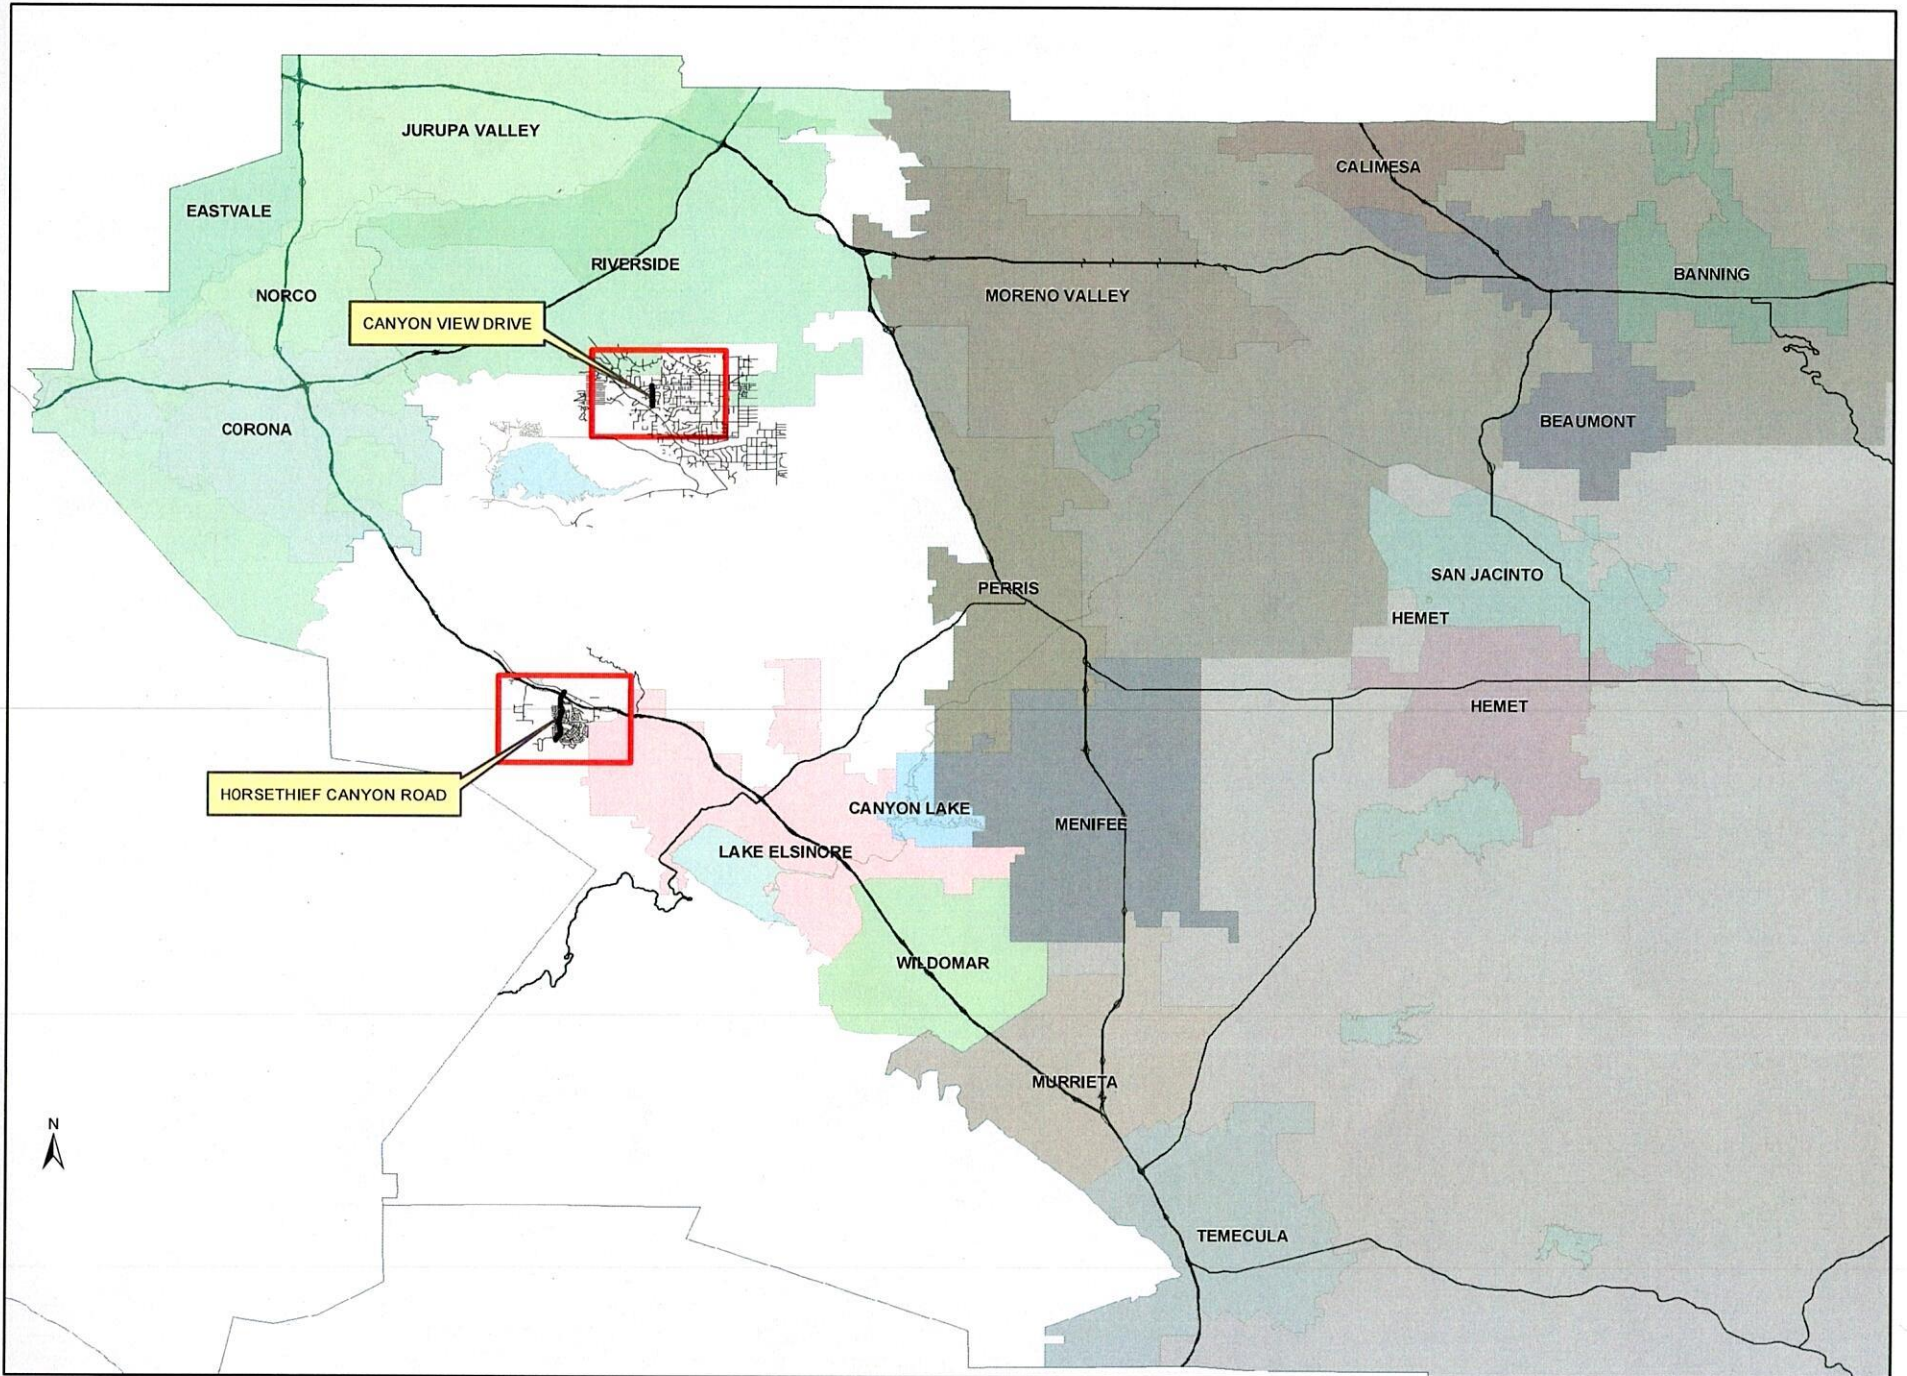 JURUPA VALLEY
CALIMESA
EASTVALE
RIVERSIDE
BANNING
NORCO
MORENO VALLEY
CANYON VIEW DRIVE
BEAUMONT
CORONA
SAN JACINTO
PERRIS
HEMET
HEMET
HORSETHIEF CANYON ROAD
CANYON LAKE
MENIFEE
LAKE ELSINORE
WILDOMAR
MURRIETA
N
TEMECULA